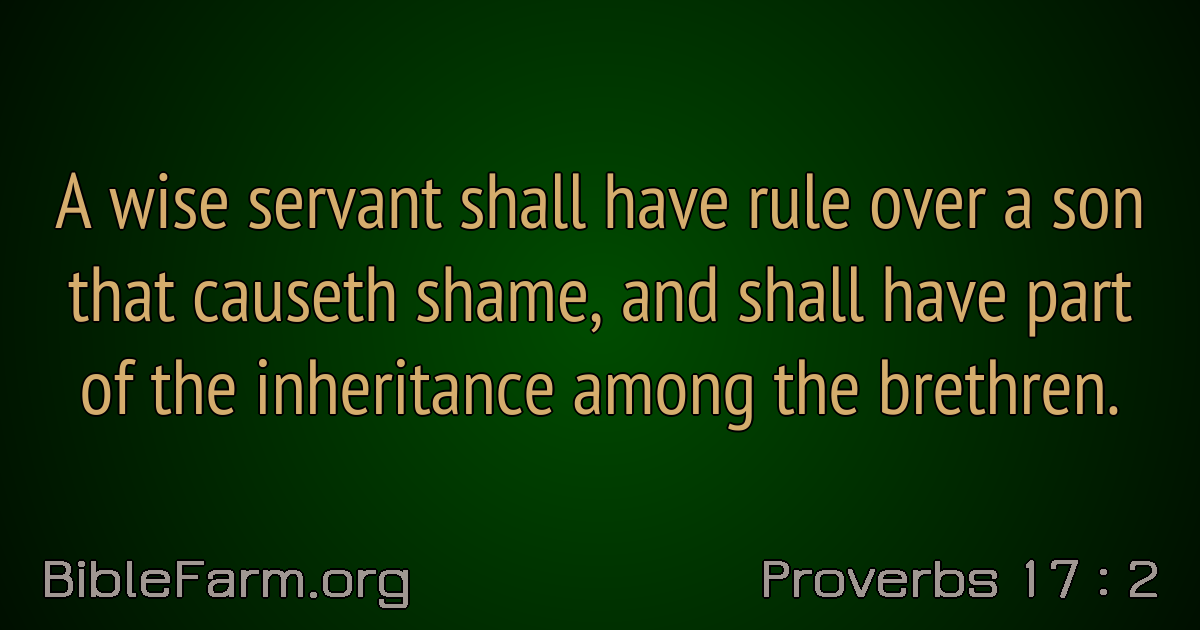 A wise servant shall have rule over a son
that causeth shame, and shall have part
of the inheritance among the brethren.
BibleFarm.org
Proverbs 17 : 2